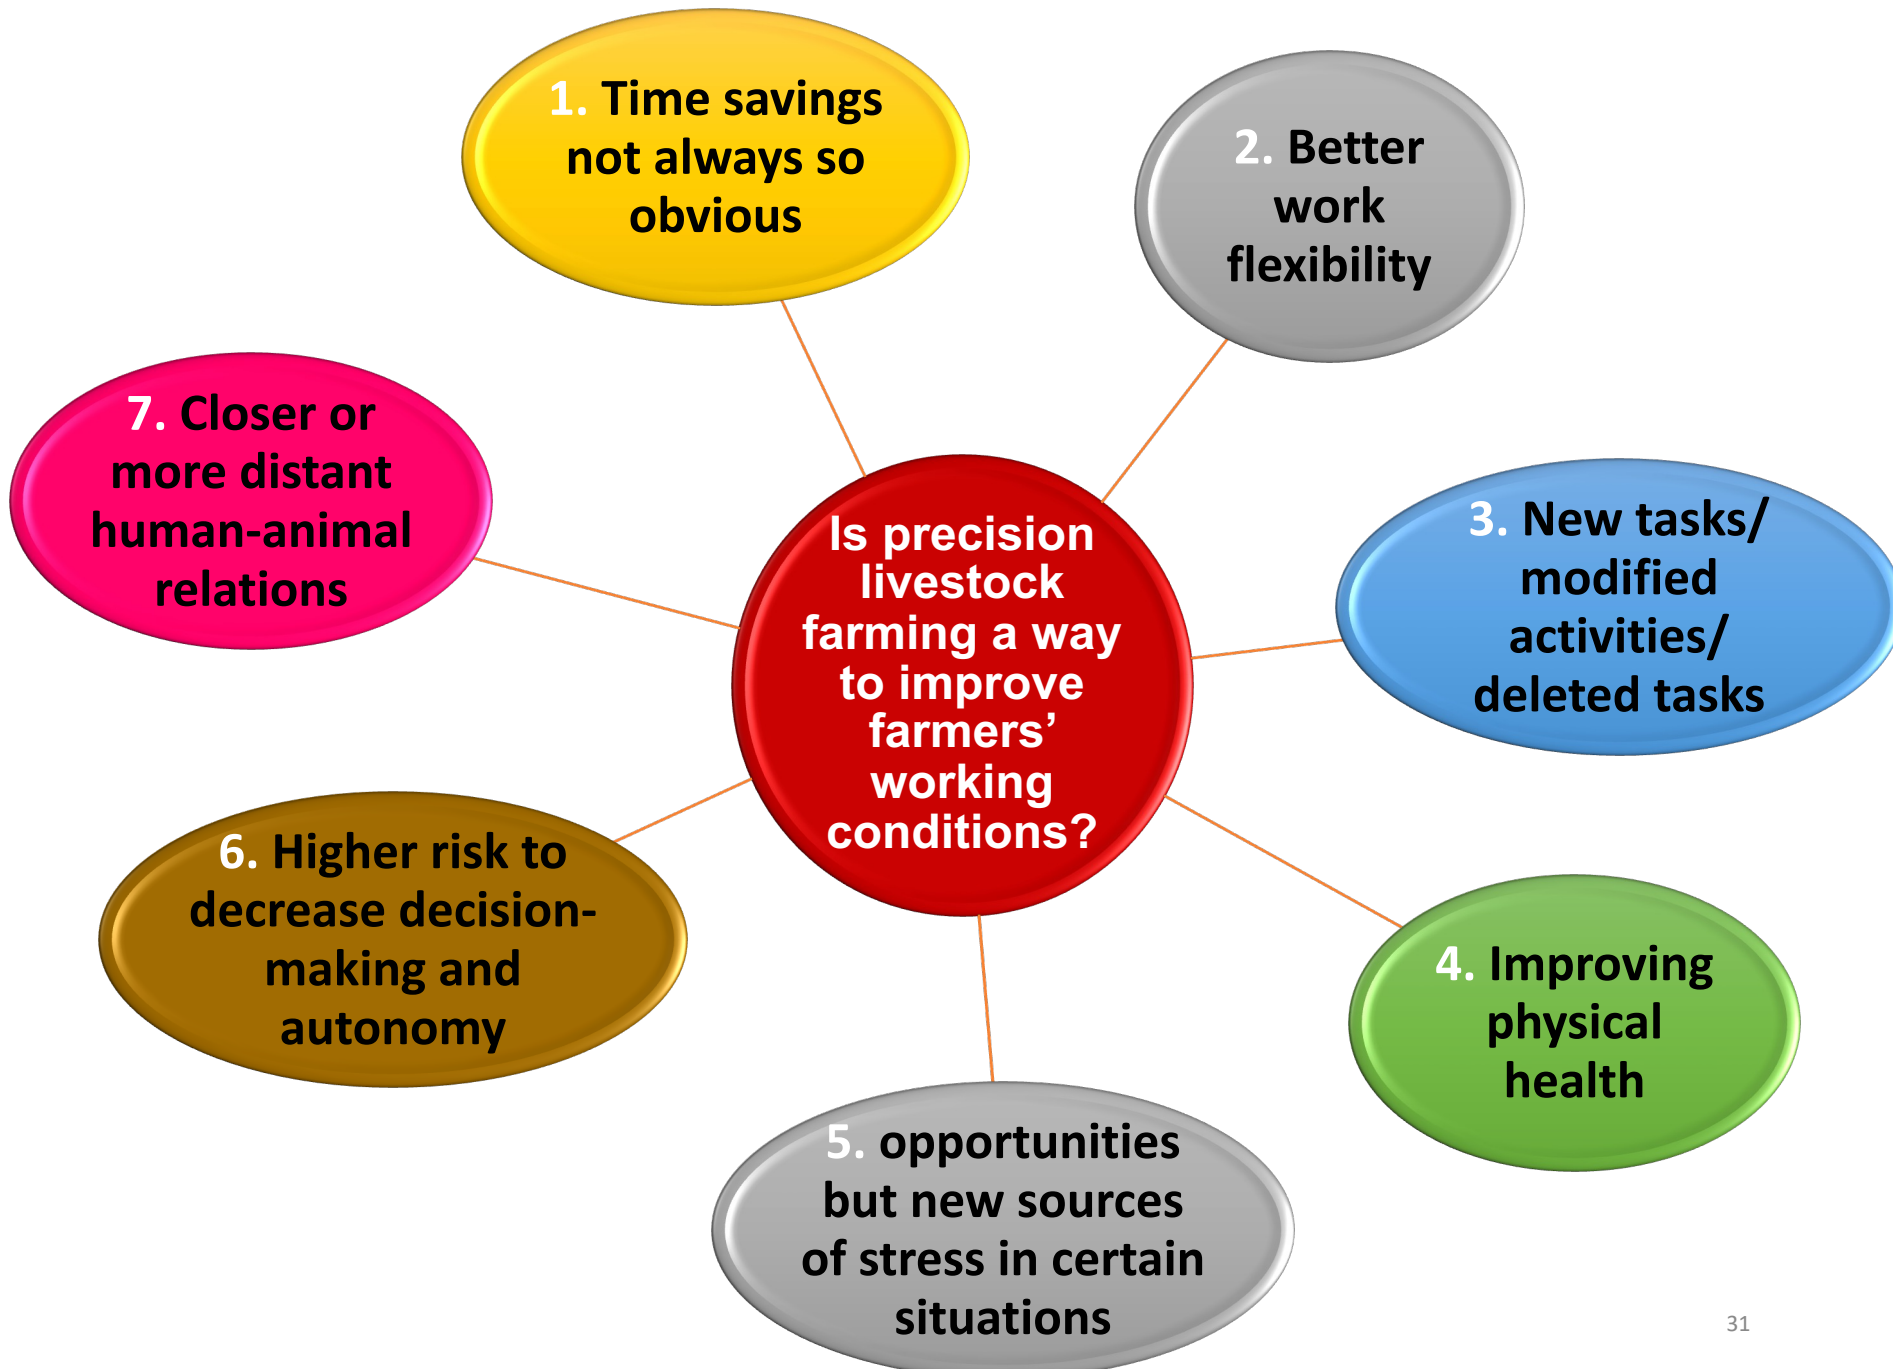 1. Time savings
not always so
obvious
2. Better
work
flexibility
3. New tasks/
modified
activities/
deleted tasks
4. Improving
physical
health
5. opportunities
but new sources
of stress in certain
situations
6. Higher risk to
decrease decision-
making and
autonomy
7. Closer or
more distant
human-animal
relations
Is precision
livestock
farming a way
to improve
farmers’
working
conditions?
31